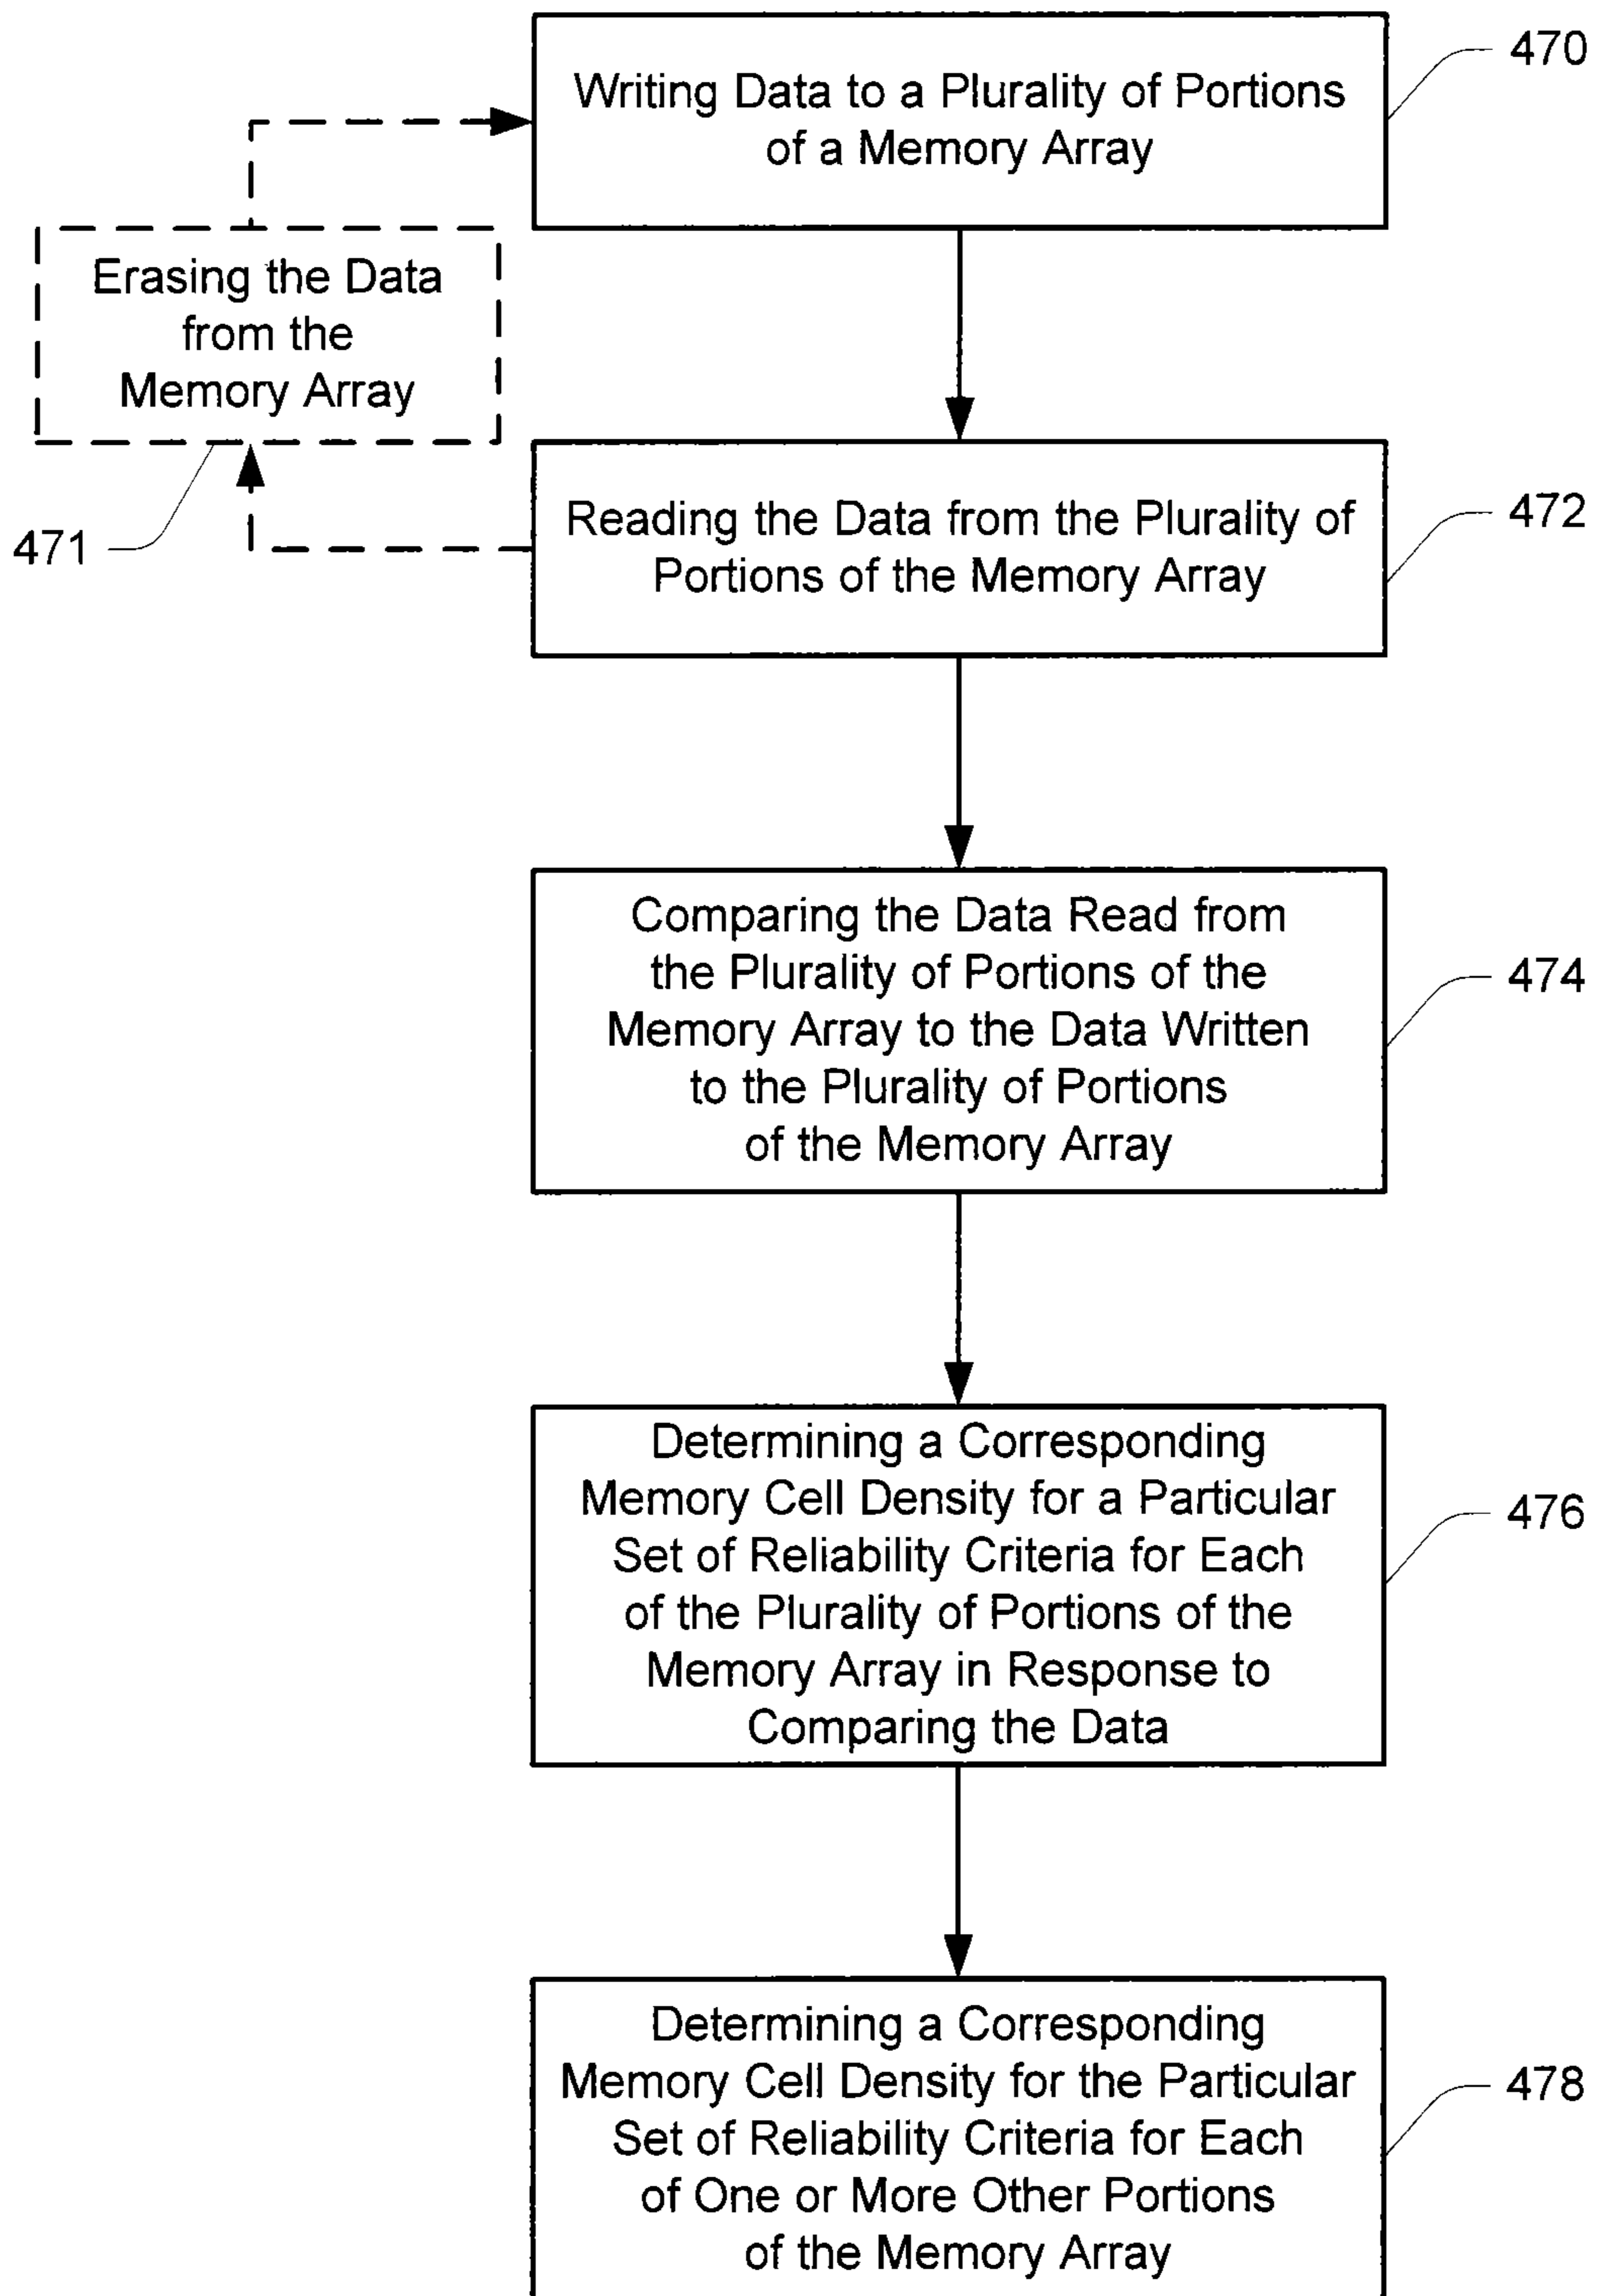 Writing Data to a Plurality of Portions
of a Memory Array
470
Erasing the Data
from the
Memory Array
471
Reading the Data from the Plurality of
Portions of the Memory Array
472
Comparing the Data Read from
the Plurality of Portions of the
Memory Array to the Data Written
to the Plurality of Portions
of the Memory Array
474
Determining a Corresponding
Memory Cell Density for a Particular
Set of Reliability Criteria for Each
of the Plurality of Portions of the
Memory Array in Response to
Comparing the Data
476
Determining a Corresponding
Memory Cell Density for the Particular
Set of Reliability Criteria for Each
of One or More Other Portions
of the Memory Array
478